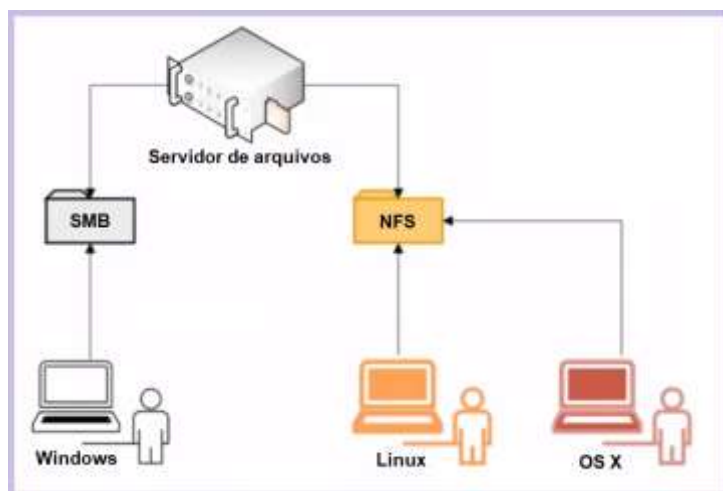 Servidor de arquivos
SMB
NFS
Windows
Linux
OS X